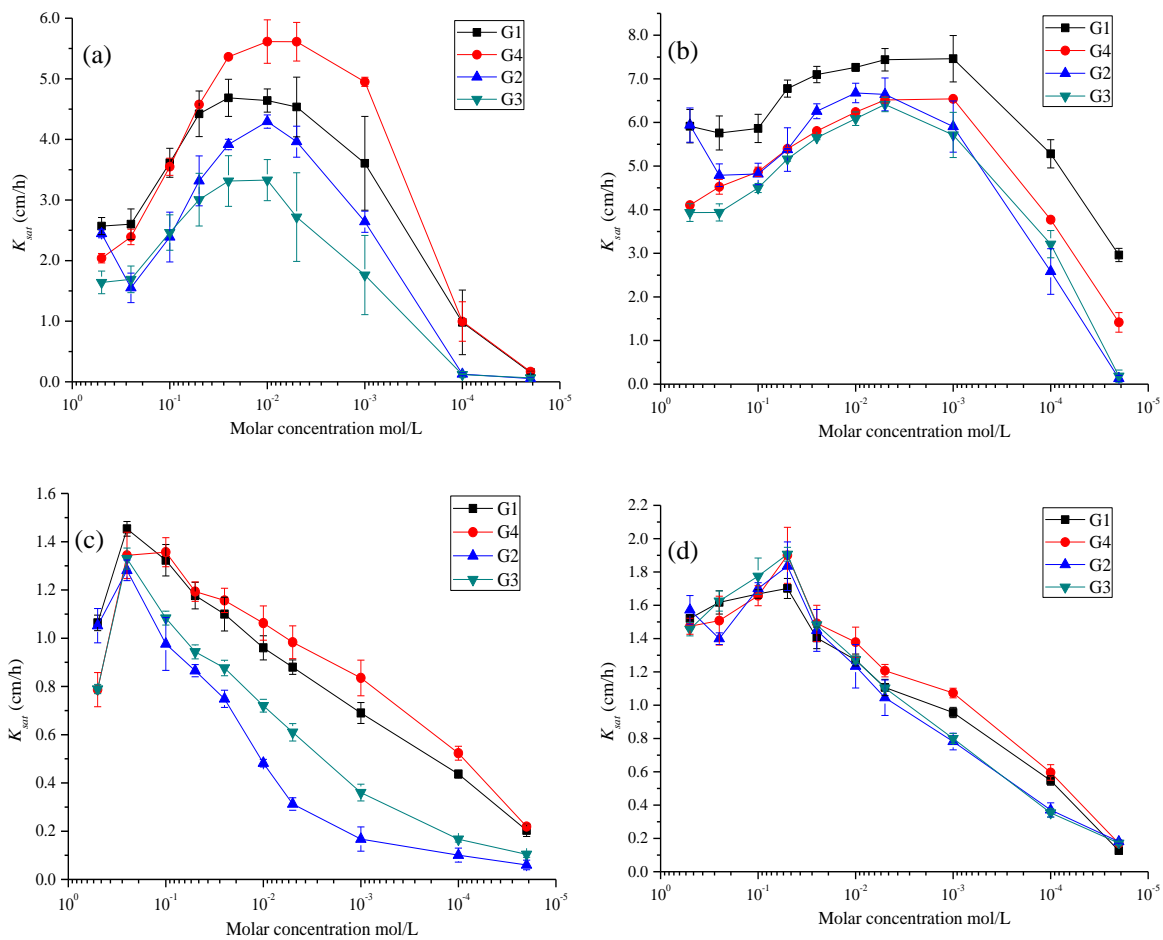 (a)
G1
G4
G2
G3
6.0
5.0
4.0
3.0
2.0
1.0
0.0
K_sat (cm/h)
10^0
10^-1
10^-2
10^-3
10^-4
10^-5
Molar concentration mol/L
(b)
G1
G4
G2
G3
8.0
7.0
6.0
5.0
4.0
3.0
2.0
1.0
0.0
K_sat (cm/h)
10^0
10^-1
10^-2
10^-3
10^-4
10^-5
Molar concentration mol/L
(c)
G1
G4
G2
G3
1.6
1.4
1.2
1.0
0.8
0.6
0.4
0.2
0.0
K_sat (cm/h)
10^0
10^-1
10^-2
10^-3
10^-4
10^-5
Molar concentration mol/L
(d)
G1
G4
G2
G3
2.2
2.0
1.8
1.6
1.4
1.2
1.0
0.8
0.6
0.4
0.2
0.0
K_sat (cm/h)
10^0
10^-1
10^-2
10^-3
10^-4
10^-5
Molar concentration mol/L